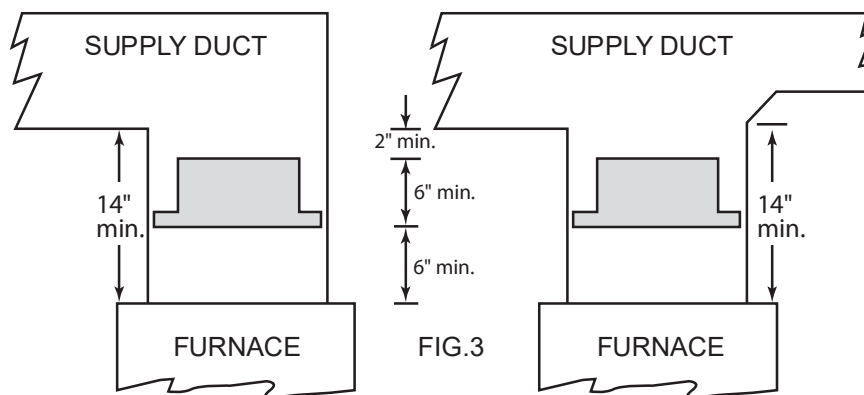 SUPPLY DUCT
SUPPLY DUCT
2" min.
14"
min.
6" min.
14"
min.
6" min.
FURNACE
FIG.3
FURNACE